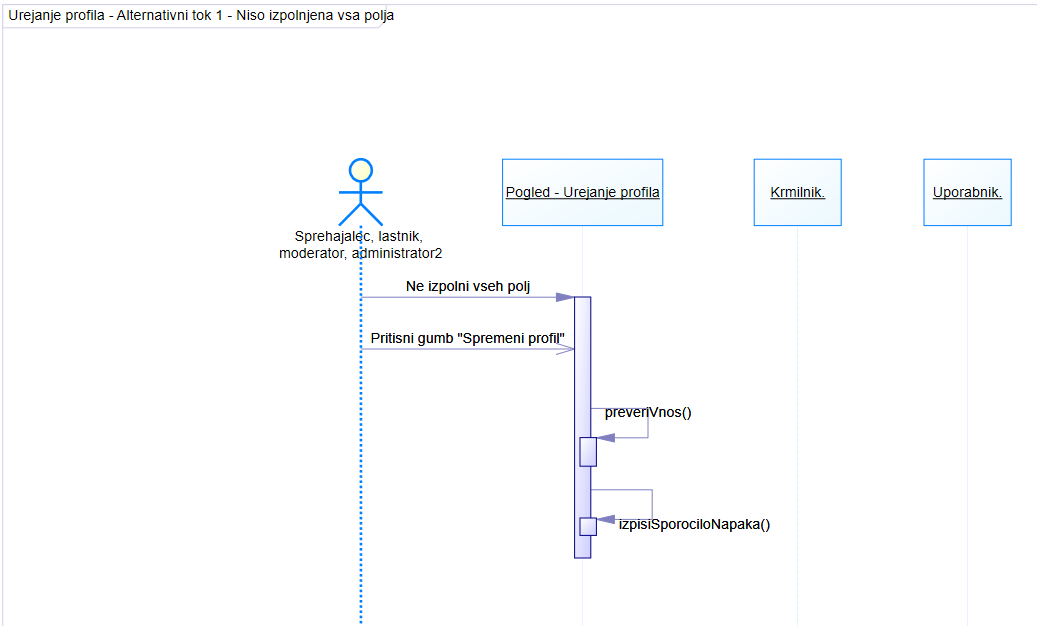 Urejanje profila - Alternativni tok 1 - Niso izpolnjena vsa polja
Pogled - Urejanje profila
Krmilnik.
Uporabnik.
Sprehajalec, lastnik,
moderator, administrator2
Ne izpolni vseh polj
Pritisni gumb "Spremeni profil"
preveriVnos()
izpisiSporociloNapaka()